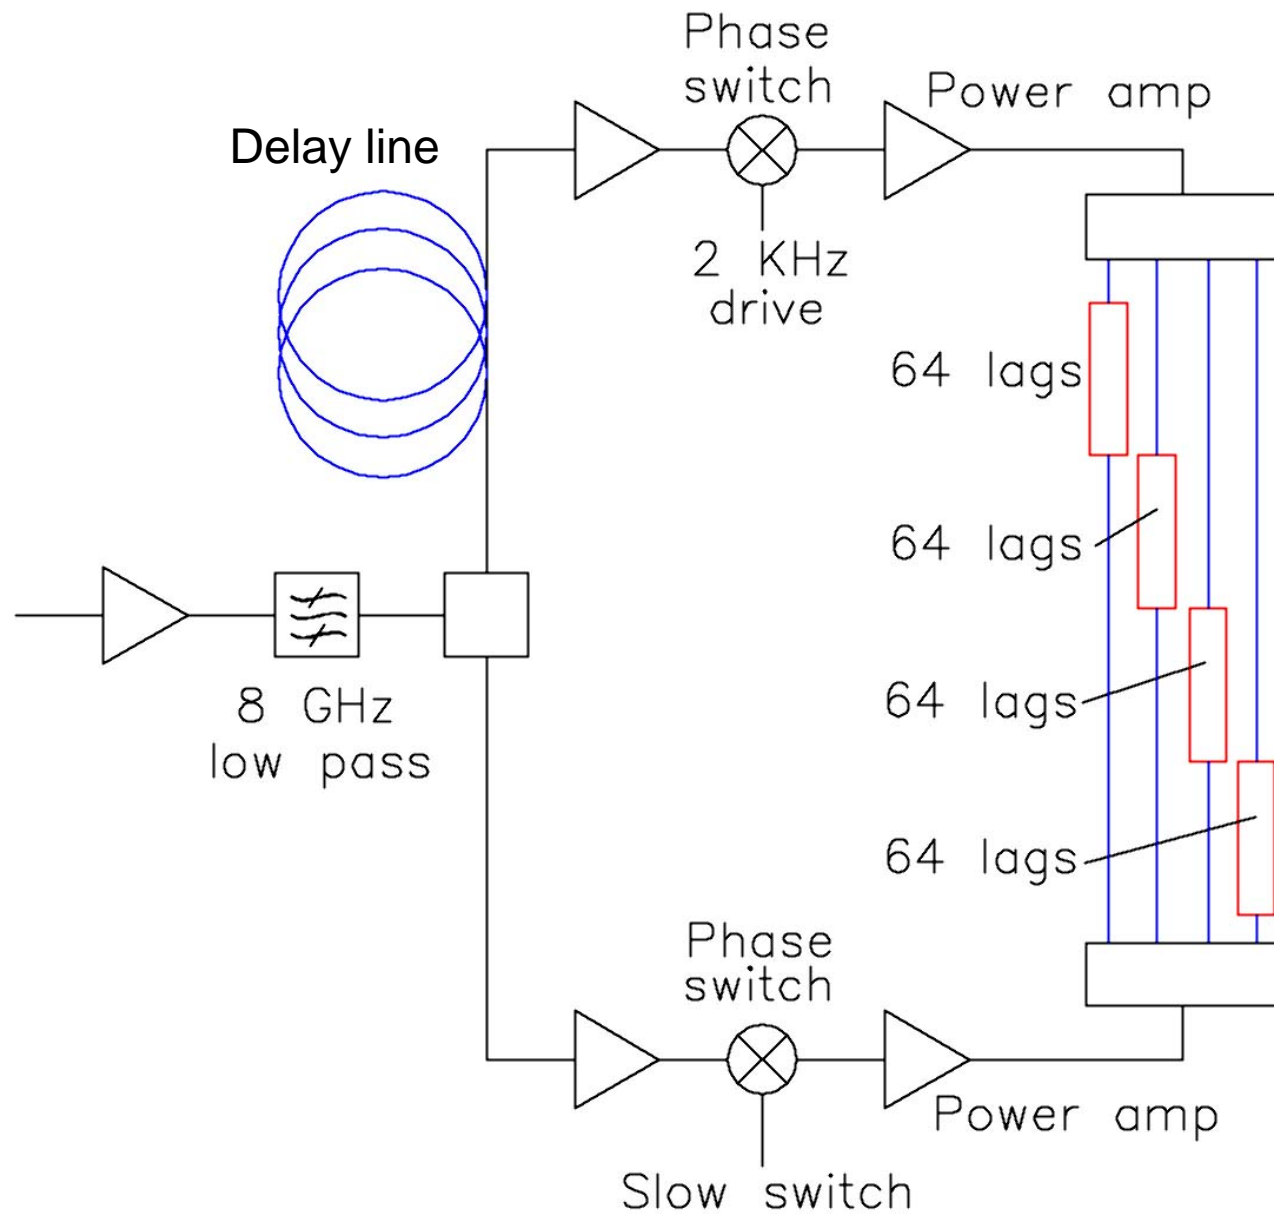 Phase
switch
Power amp
Delay line
2 KHz
drive
64 lags
64 lags
8 GHz
low pass
64 lags
64 lags
Phase
switch
Power amp
Slow switch